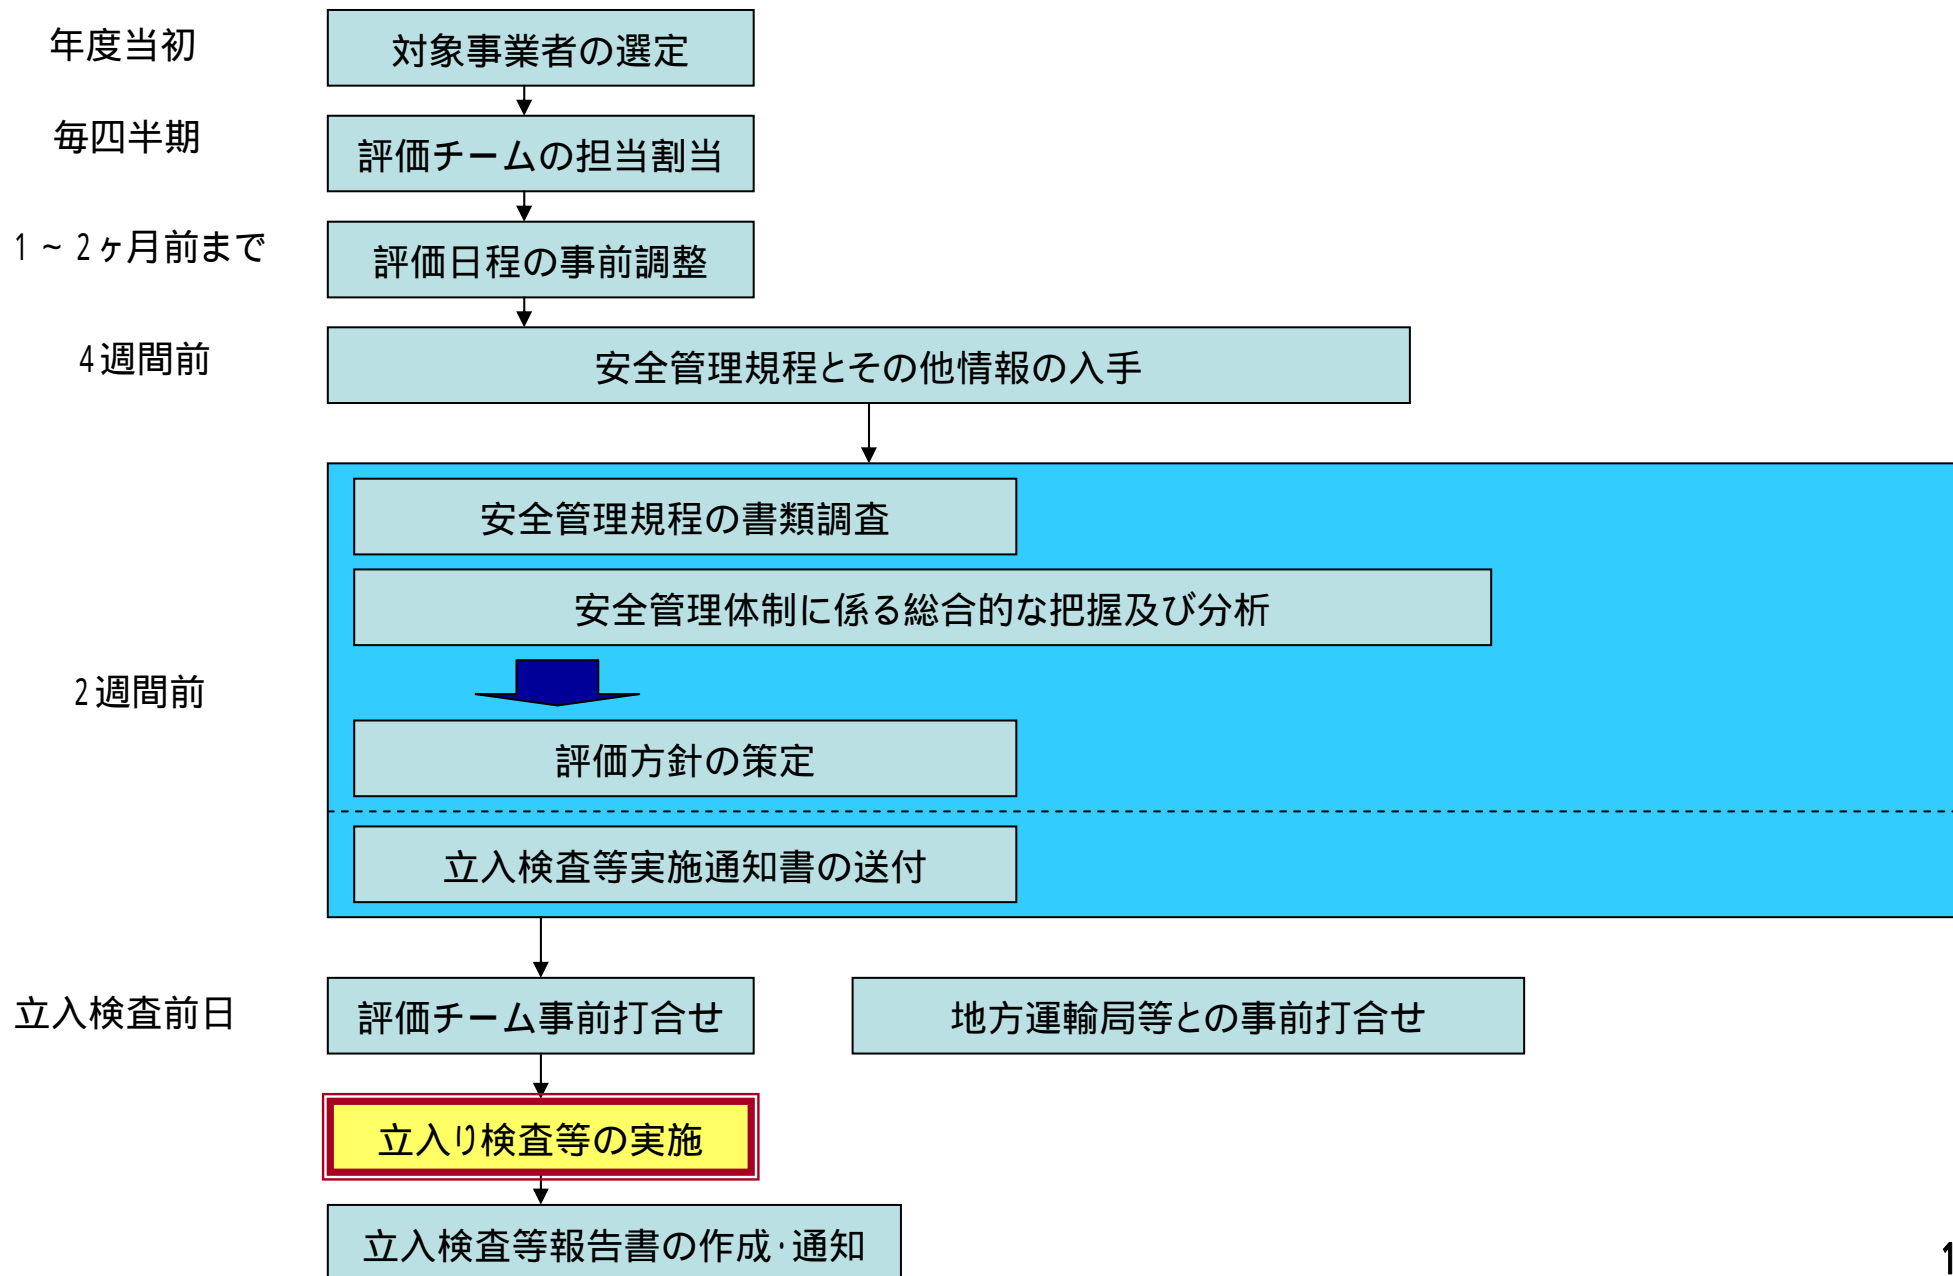 年度当初
対象事業者の選定
毎四半期
評価チームの担当割当
1～2ヶ月前まで
評価日程の事前調整
4週間前
安全管理規程とその他情報の入手
安全管理規程の書類調査
安全管理体制に係る総合的な把握及び分析
2週間前
評価方針の策定
立入検査等実施通知書の送付
立入検査前日
評価チーム事前打合せ
地方運輸局等との事前打合せ
立入り検査等の実施
立入検査等報告書の作成・通知
1